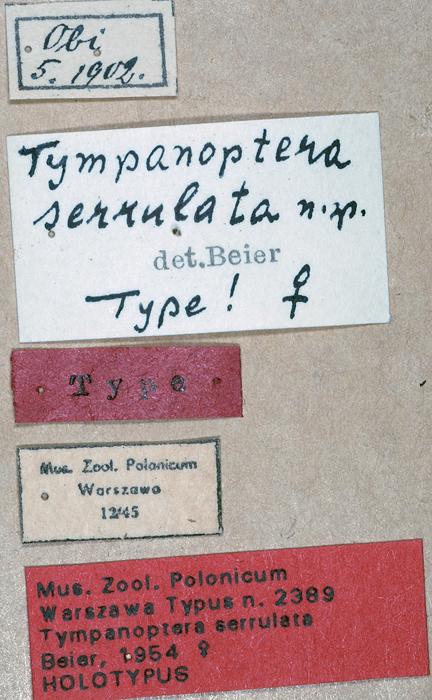 Obi
5. 1902.
Tympanoptera
serrulata n. sp.
det. Beier
Type! ♀
Type
Mus. Zool. Polonicum
Warszawa
12/45
Mus. Zool. Polonicum
Warszawa Typus n. 2389
Tympanoptera serrulata
Beier, 1954 ♀
HOLOTYPUS